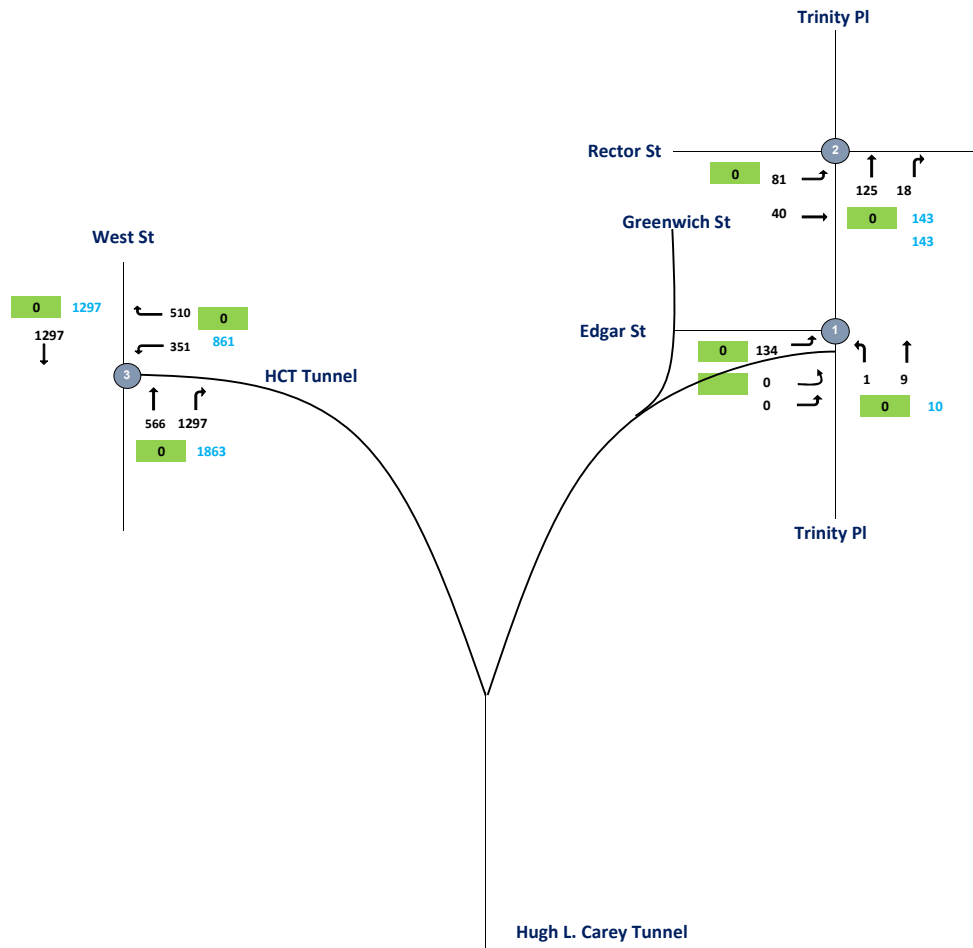 Trinity Pl
2
Rector St
0
81
125 18
40
0 143
143
Greenwich St
West St
0 1297
1297
510
0
351
861
Edgar St
1
0 134
0
0
1 9
0 10
3
HCT Tunnel
566 1297
0 1863
Trinity Pl
Hugh L. Carey Tunnel